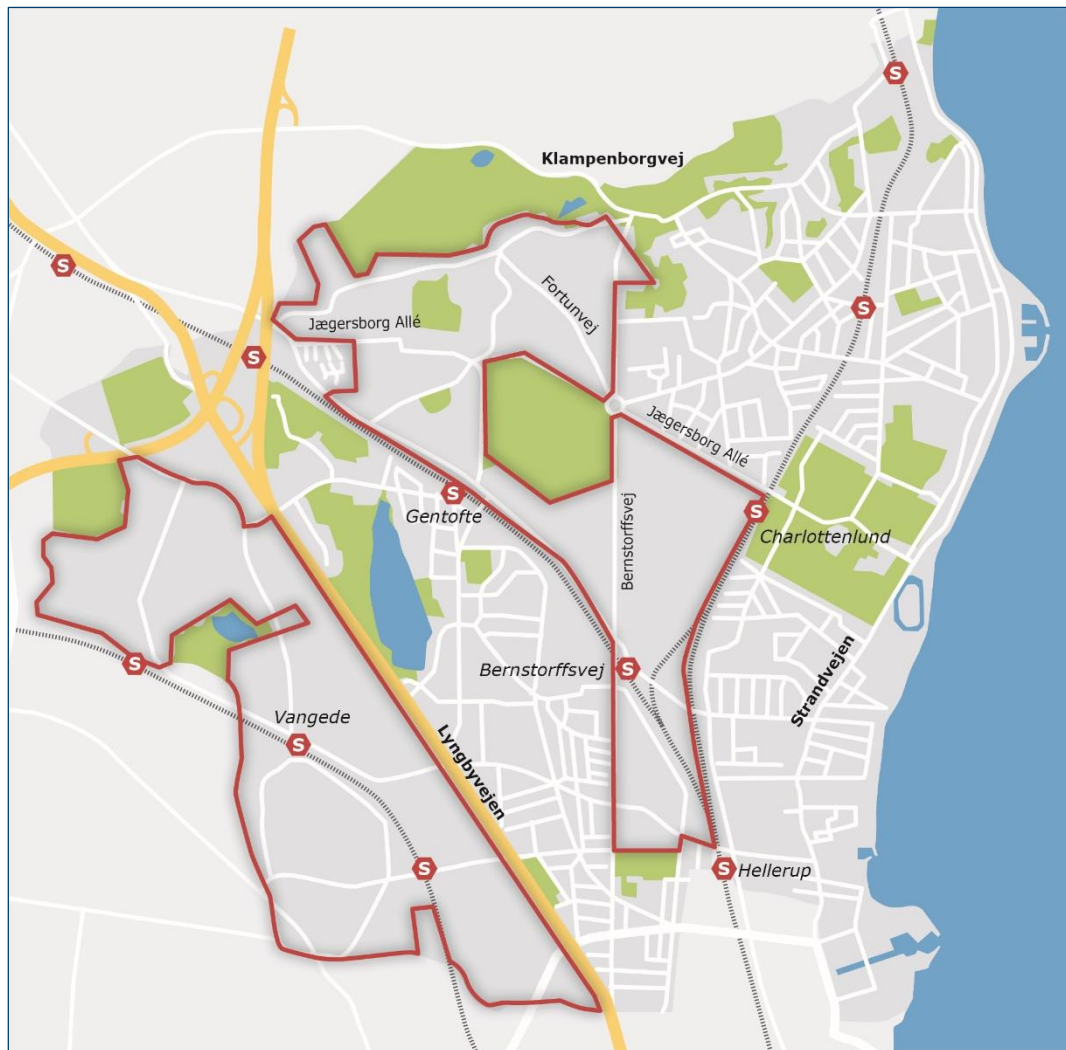 S
Klampenborgvej
S
Fortunvej
S
Jægersborg Allé
S
Jægersborg Allé
S
Gentofte
S
Charlottenlund
Bernstorffsvej
S
Bernstorffsvej
S
Strandvejen
Vangede
S
Lyngbyvejen
S
S
Hellerup